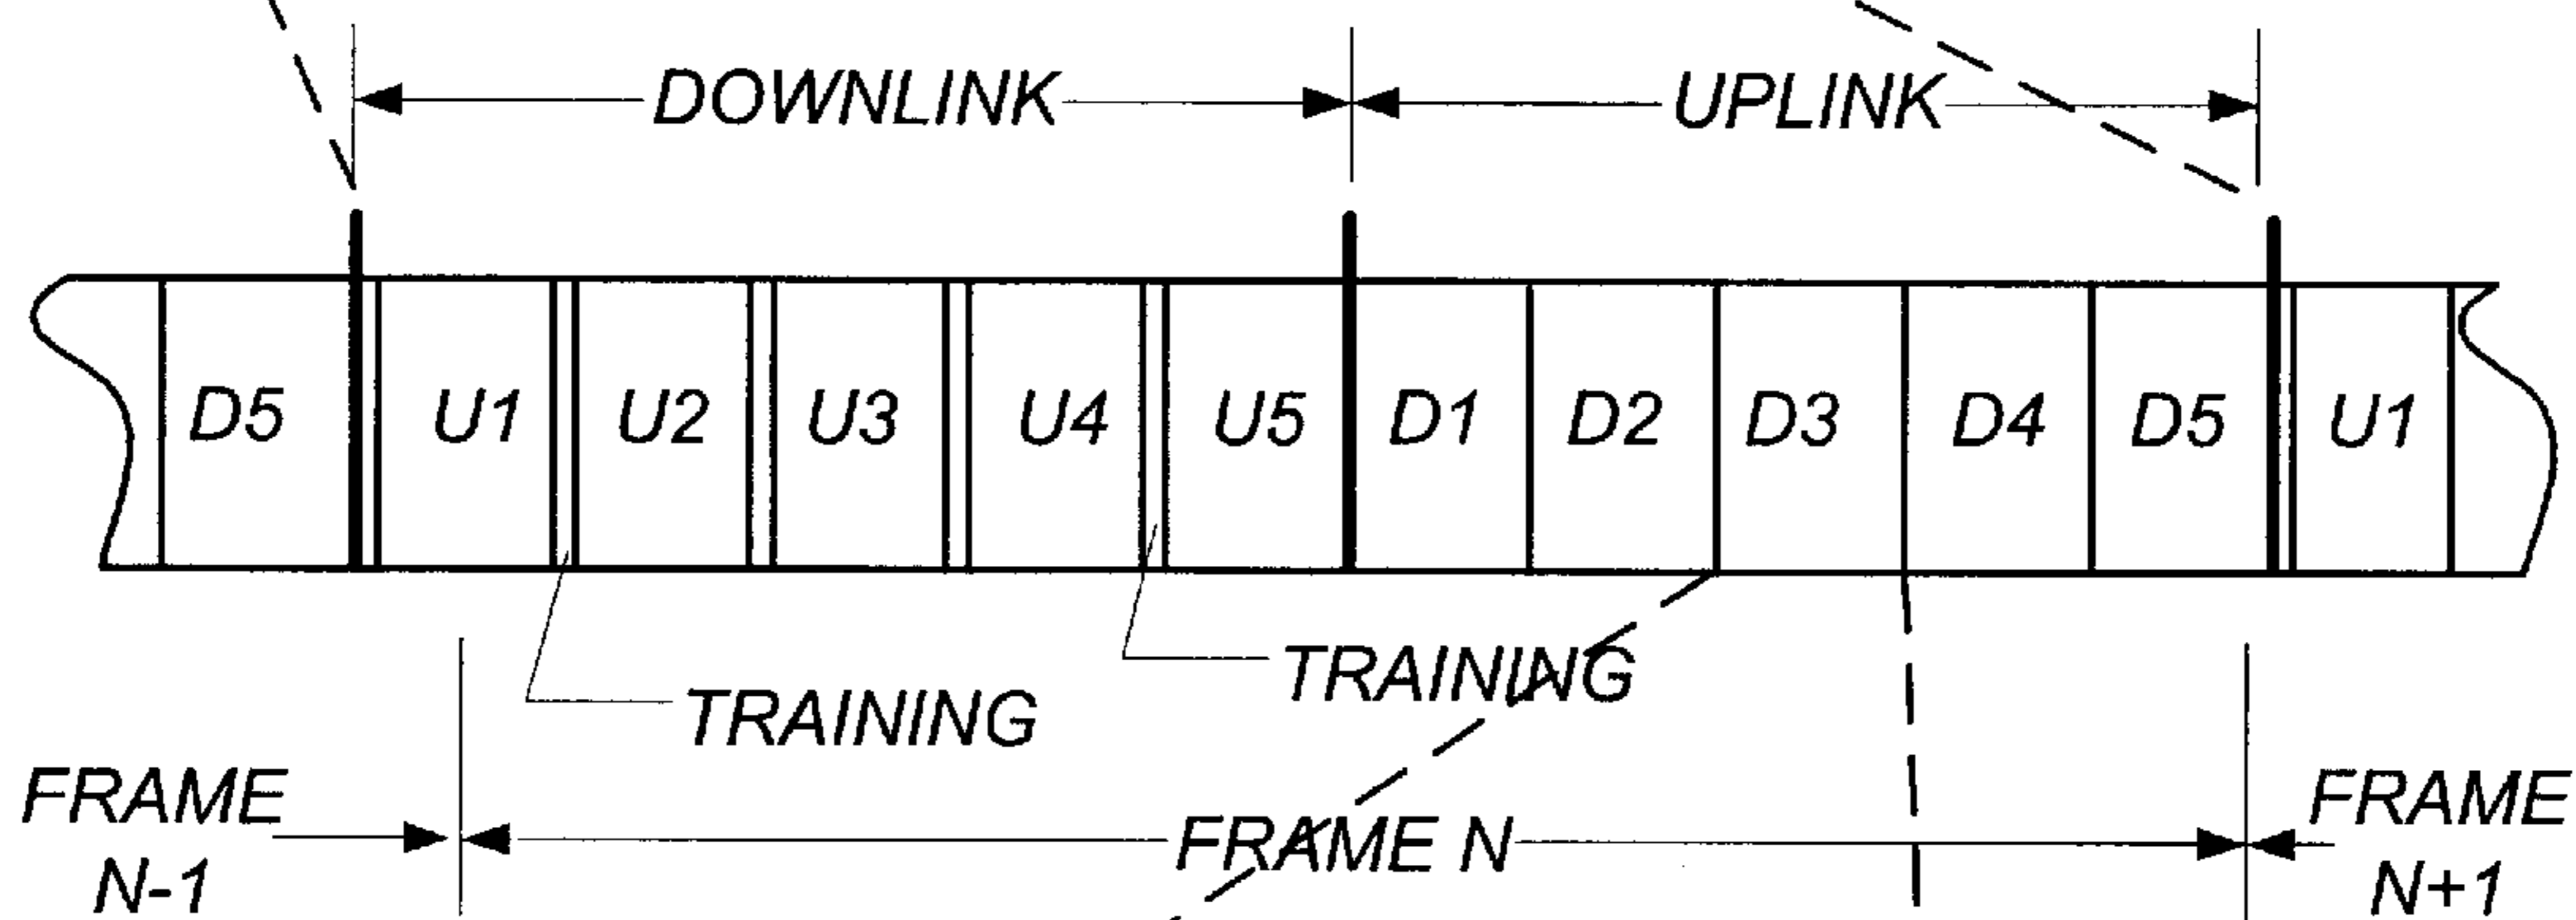 DOWNLINK UPLINK
D5 U1 U2 U3 U4 U5 D1 D2 D3 D4 D5 U1
TRAINING
TRAINING
FRAME N-1
FRAME N
FRAME N+1